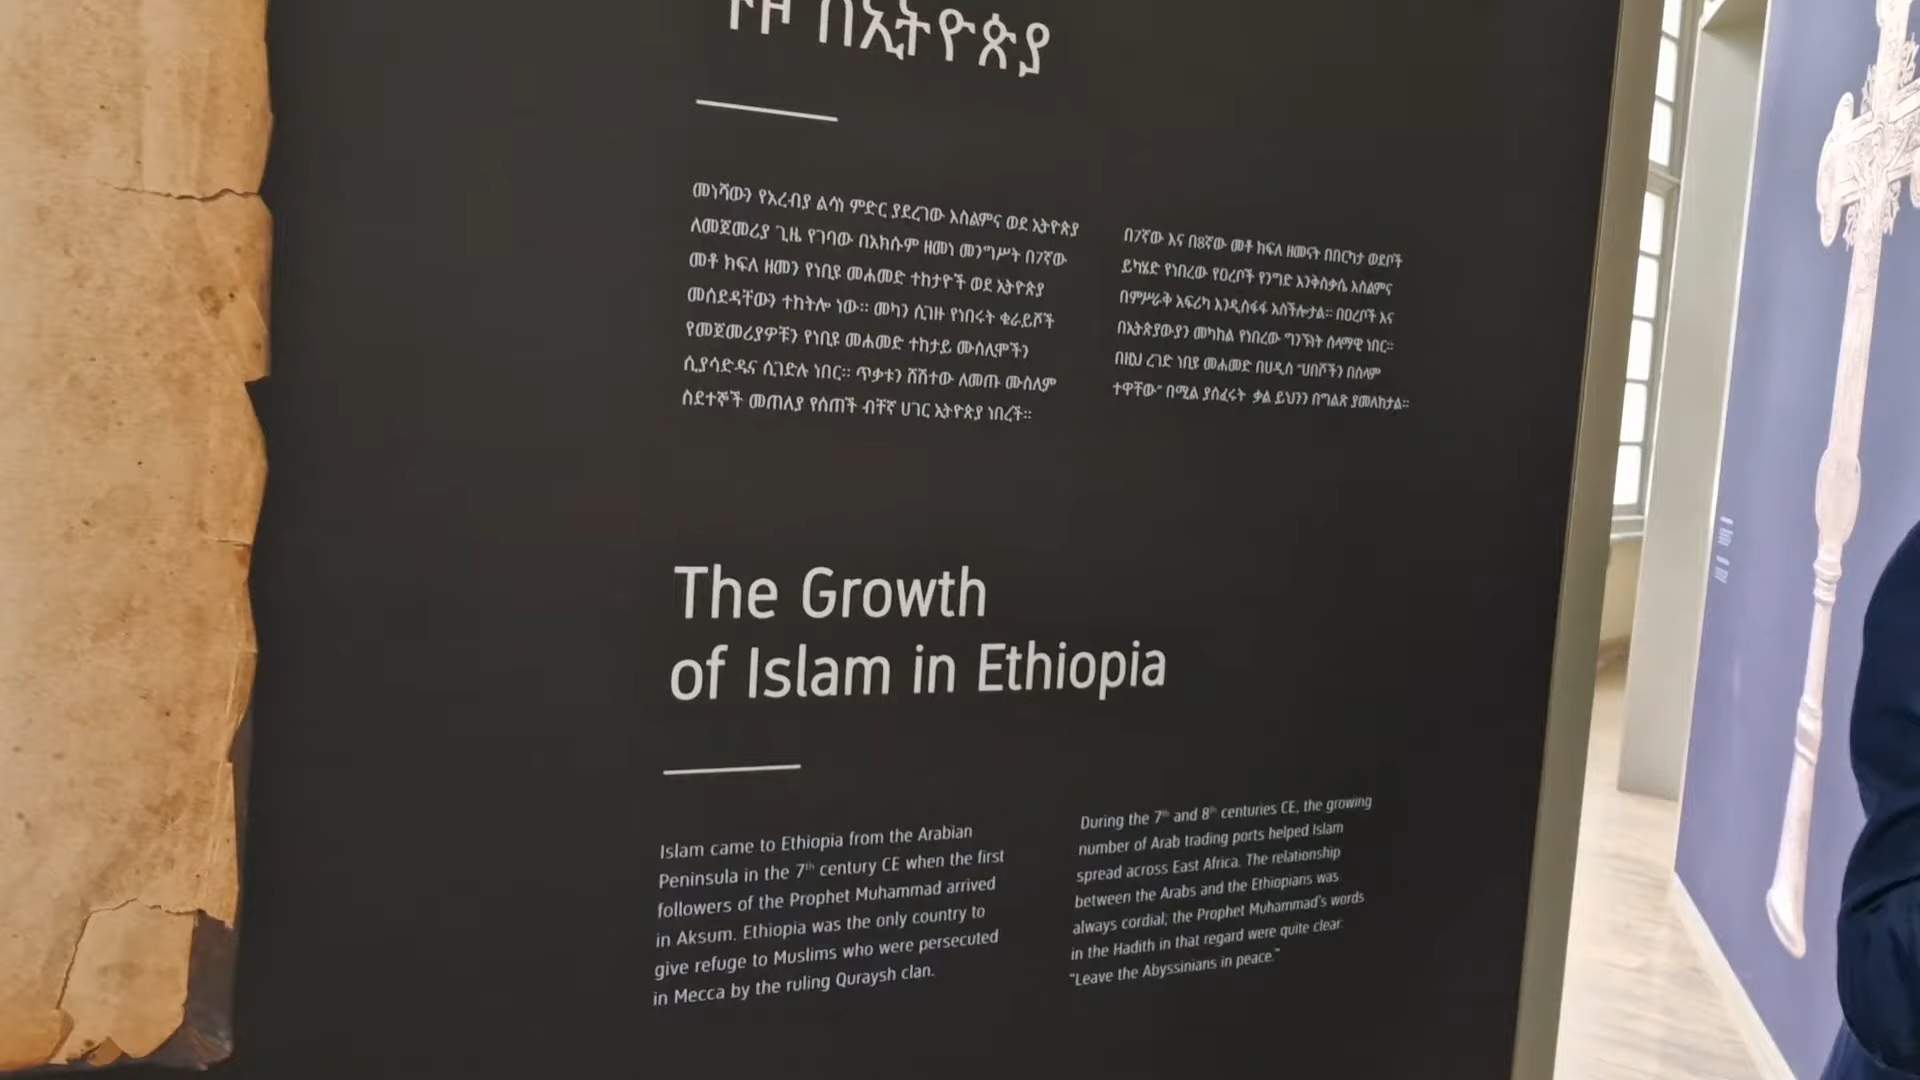 በኢትዮጵያ
መነሻውን የአረብያ ልሳነ ምድር ያደረገው እስልምና ወደ ኢትዮጵያ
ለመጀመሪያ ጊዜ የገባው በአክሱም ዘመነ መንግሥት በ7ኛው
መቶ ክፍለ ዘመን የነቢዩ መሐመድ ተከታዮች ወደ ኢትዮጵያ
መሰደዳቸውን ተከትሎ ነው። መካን ሲገዙ የነበሩት ቁራይሾች
የመጀመሪያዎቹን የነቢዩ መሐመድ ተከታይ ሙስሊሞችን
ሲያሳድዱና ሲገድሉ ነበር። ጥቃቱን ሸሽተው ለመጡ ሙስለም
ስደተኞች መጠለያ የሰጠች ብቸኛ ሀገር ኢትዮጵያ ነበረች።
በ7ኛው እና በ8ኛው መቶ ክፍለ ዘመናት በበርካታ ወደቦች
ይካሄድ የነበረው የዐረቦች የንግድ እንቅስቃሴ እስልምና
በምሥራቅ አፍሪካ እንዲስፋፋ አስችሎታል። በዐረቦች እና
በኢትዮጵያውያን መካከል የነበረው ግንኙነት ሰላማዊ ነበር።
በዚህ ረገድ ነቢዩ መሐመድ በሀዲስ "ሀበሾችን በሰላም
ተዋቸው" በሚል ያሰፈሩት ቃል ይህንን በግልጽ ያመለክታል።
The Growth
of Islam in Ethiopia
Islam came to Ethiopia from the Arabian
Peninsula in the 7th century CE when the first
followers of the Prophet Muhammad arrived
in Aksum. Ethiopia was the only country to
give refuge to Muslims who were persecuted
in Mecca by the ruling Quraysh clan.
During the 7th and 8th centuries CE, the growing
number of Arab trading ports helped Islam
spread across East Africa. The relationship
between the Arabs and the Ethiopians was
always cordial; the Prophet Muhammad's words
in the Hadith in that regard were quite clear:
"Leave the Abyssinians in peace."